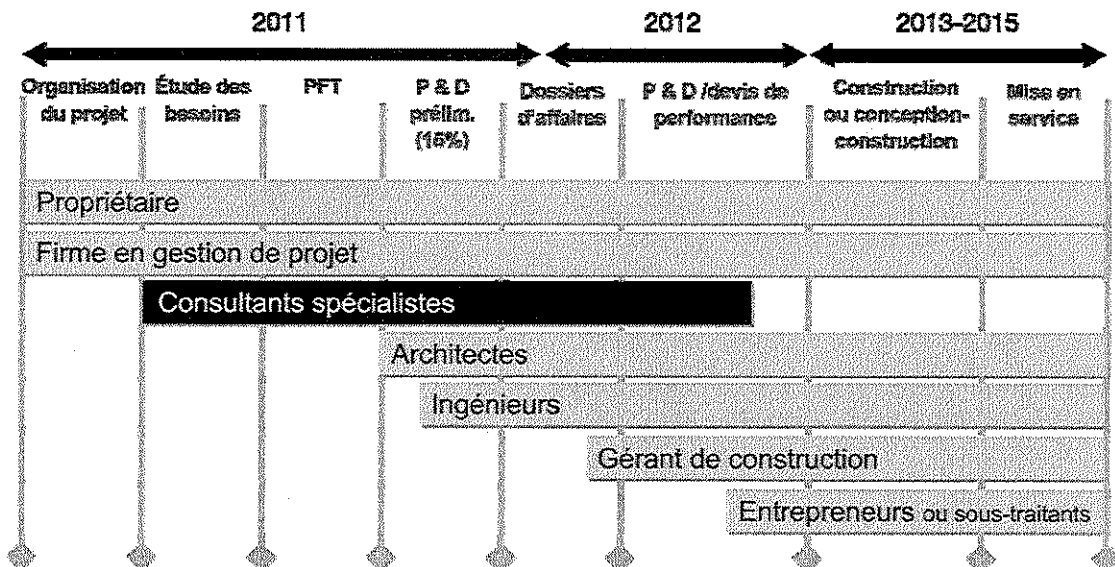 2011
2012
2013-2015
Organisation
du projet
Étude des
besoins
PFT
P & D
prélim.
(15%)
Dossiers
d'affaires
P & D /devis de
performance
Construction
ou conception-
construction
Mise en
service
Propriétaire
Firme en gestion de projet
Consultants spécialistes
Architectes
Ingénieurs
Gérant de construction
Entrepreneurs ou sous-traitants